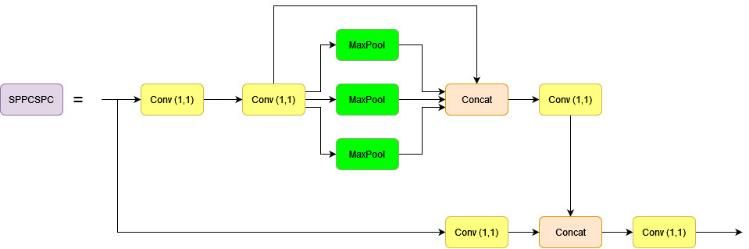 MaxPool
SPPCSPC = Conv (1,1) Conv (1,1) MaxPool Concat Conv (1,1)
MaxPool
Conv (1,1) Concat Conv (1,1)